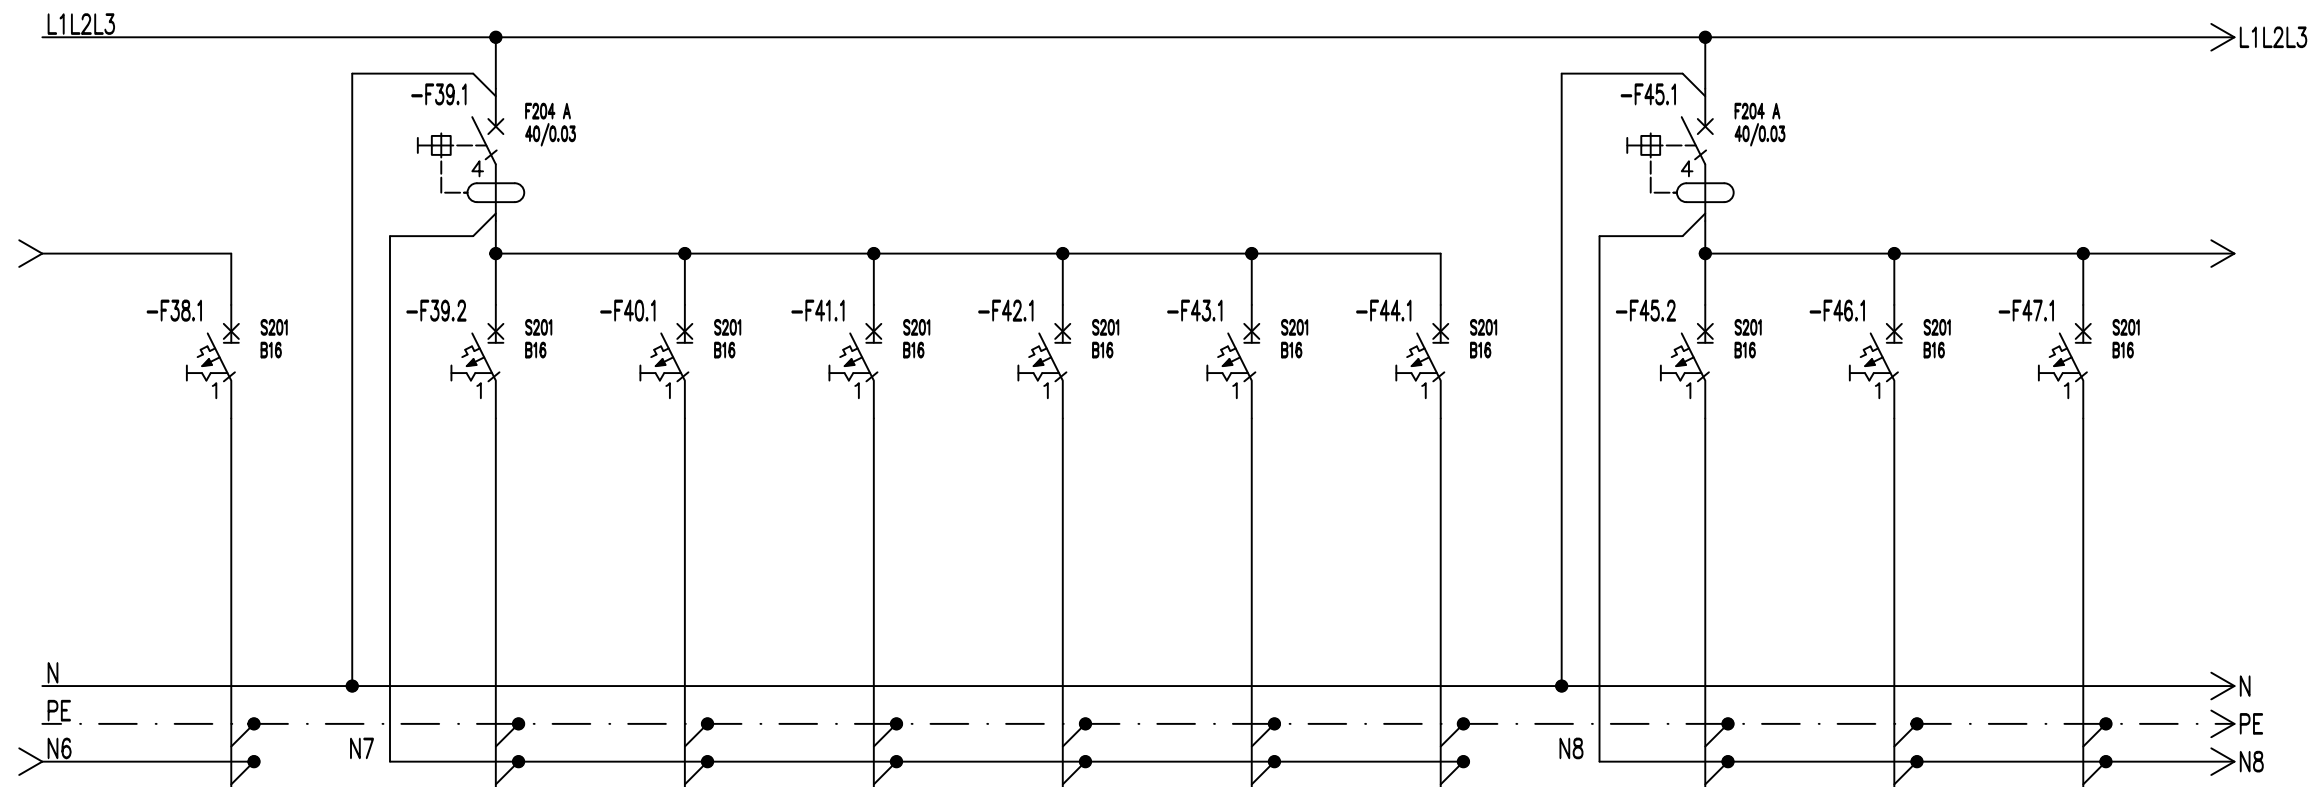 L1L2L3
L1L2L3
-F39.1
F204 A
40/0.03
4
-F45.1
F204 A
40/0.03
4
-F38.1
S201
B16
1
-F39.2
S201
B16
1
-F40.1
S201
B16
1
-F41.1
S201
B16
1
-F42.1
S201
B16
1
-F43.1
S201
B16
1
-F44.1
S201
B16
1
-F45.2
S201
B16
1
-F46.1
S201
B16
1
-F47.1
S201
B16
1
N
N
PE
PE
N6
N7
N8
N8